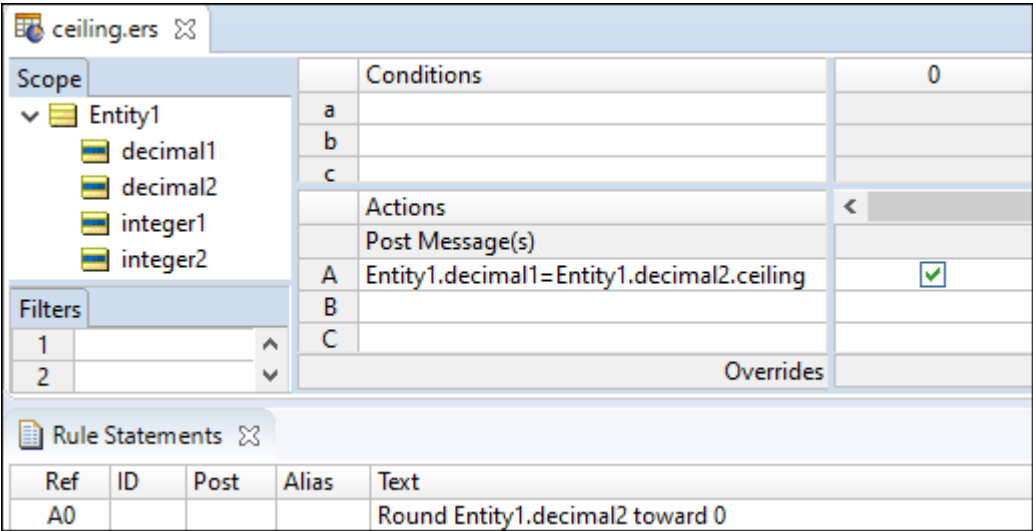 ceiling.ers
Scope
Conditions 0
Entity1
a
decimal1
b
decimal2
c
integer1
Actions
integer2
Post Message(s)
A Entity1.decimal1=Entity1.decimal2.ceiling
Filters
B
1
C
2
Overrides
Rule Statements
Ref ID Post Alias Text
A0 Round Entity1.decimal2 toward 0